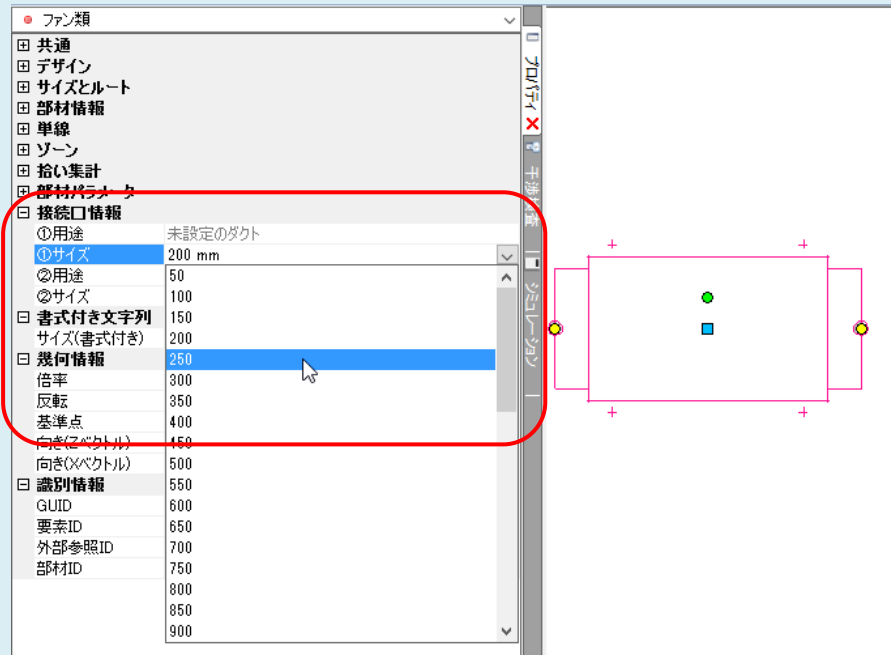 ファン類
共通
デザイン
サイズとルート
部材情報
単線
ゾーン
拾い集計
部材パラメータ
接続口情報
①用途 未設定のダクト
①サイズ 200 mm
②用途
②サイズ
書式付き文字列
サイズ(書式付き)
幾何情報
倍率
反転
基準点
向き(Zベクトル)
向き(Xベクトル)
識別情報
GUID
要素ID
外部参照ID
部材ID
50
100
150
200
250
300
350
400
450
500
550
600
650
700
750
800
850
900
プロパティ
干渉検査
シミュレーション